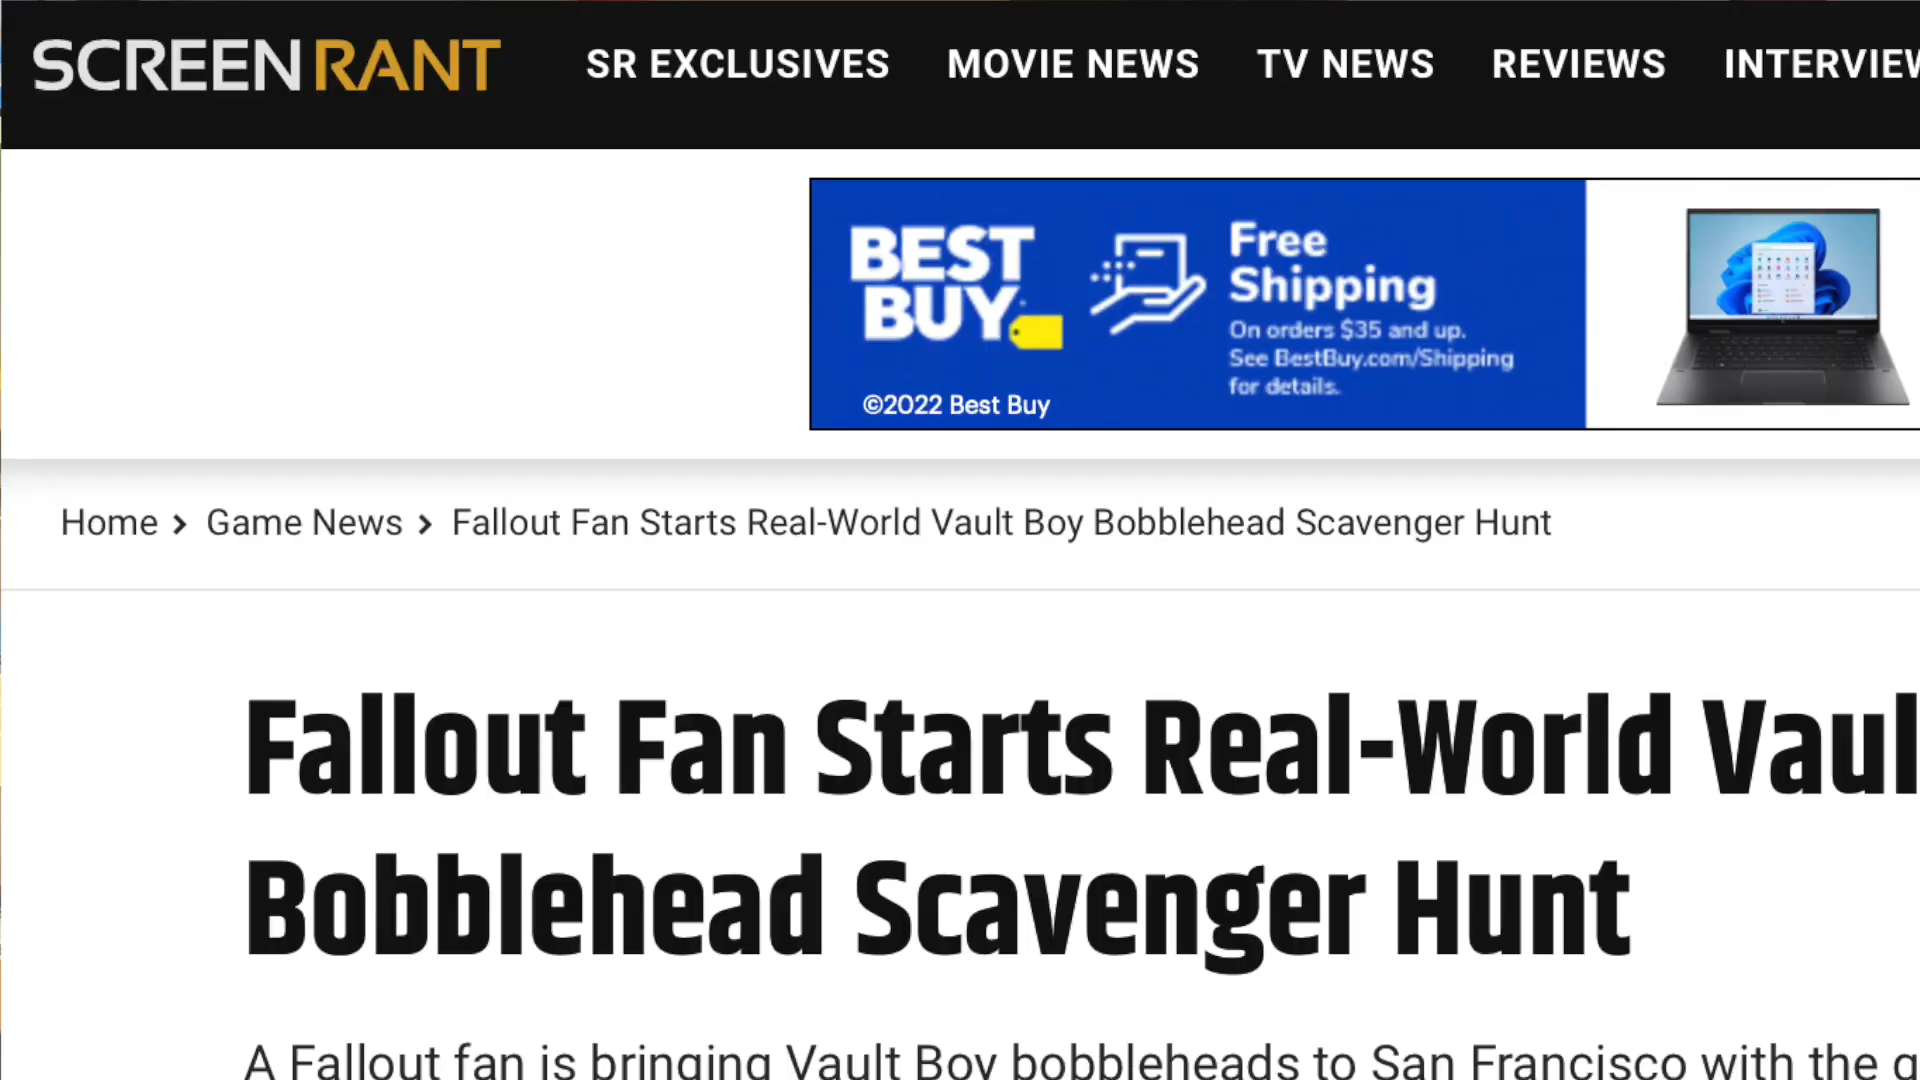 SCREENRANT SR EXCLUSIVES MOVIE NEWS TV NEWS REVIEWS
BEST BUY
©2022 Best Buy
Free
Shipping
On orders $35 and up.
See BestBuy.com/Shipping
for details.
Home > Game News > Fallout Fan Starts Real-World Vault Boy Bobblehead Scavenger Hunt
Fallout Fan Starts Real-World Vaul
Bobblehead Scavenger Hunt
A Fallout fan is bringing Vault Boy bobbleheads to San Francisco with the